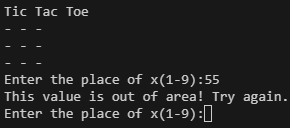 Tic Tac Toe
- - -
- - -
- - -
Enter the place of x(1-9):55
This value is out of area! Try again.
Enter the place of x(1-9):